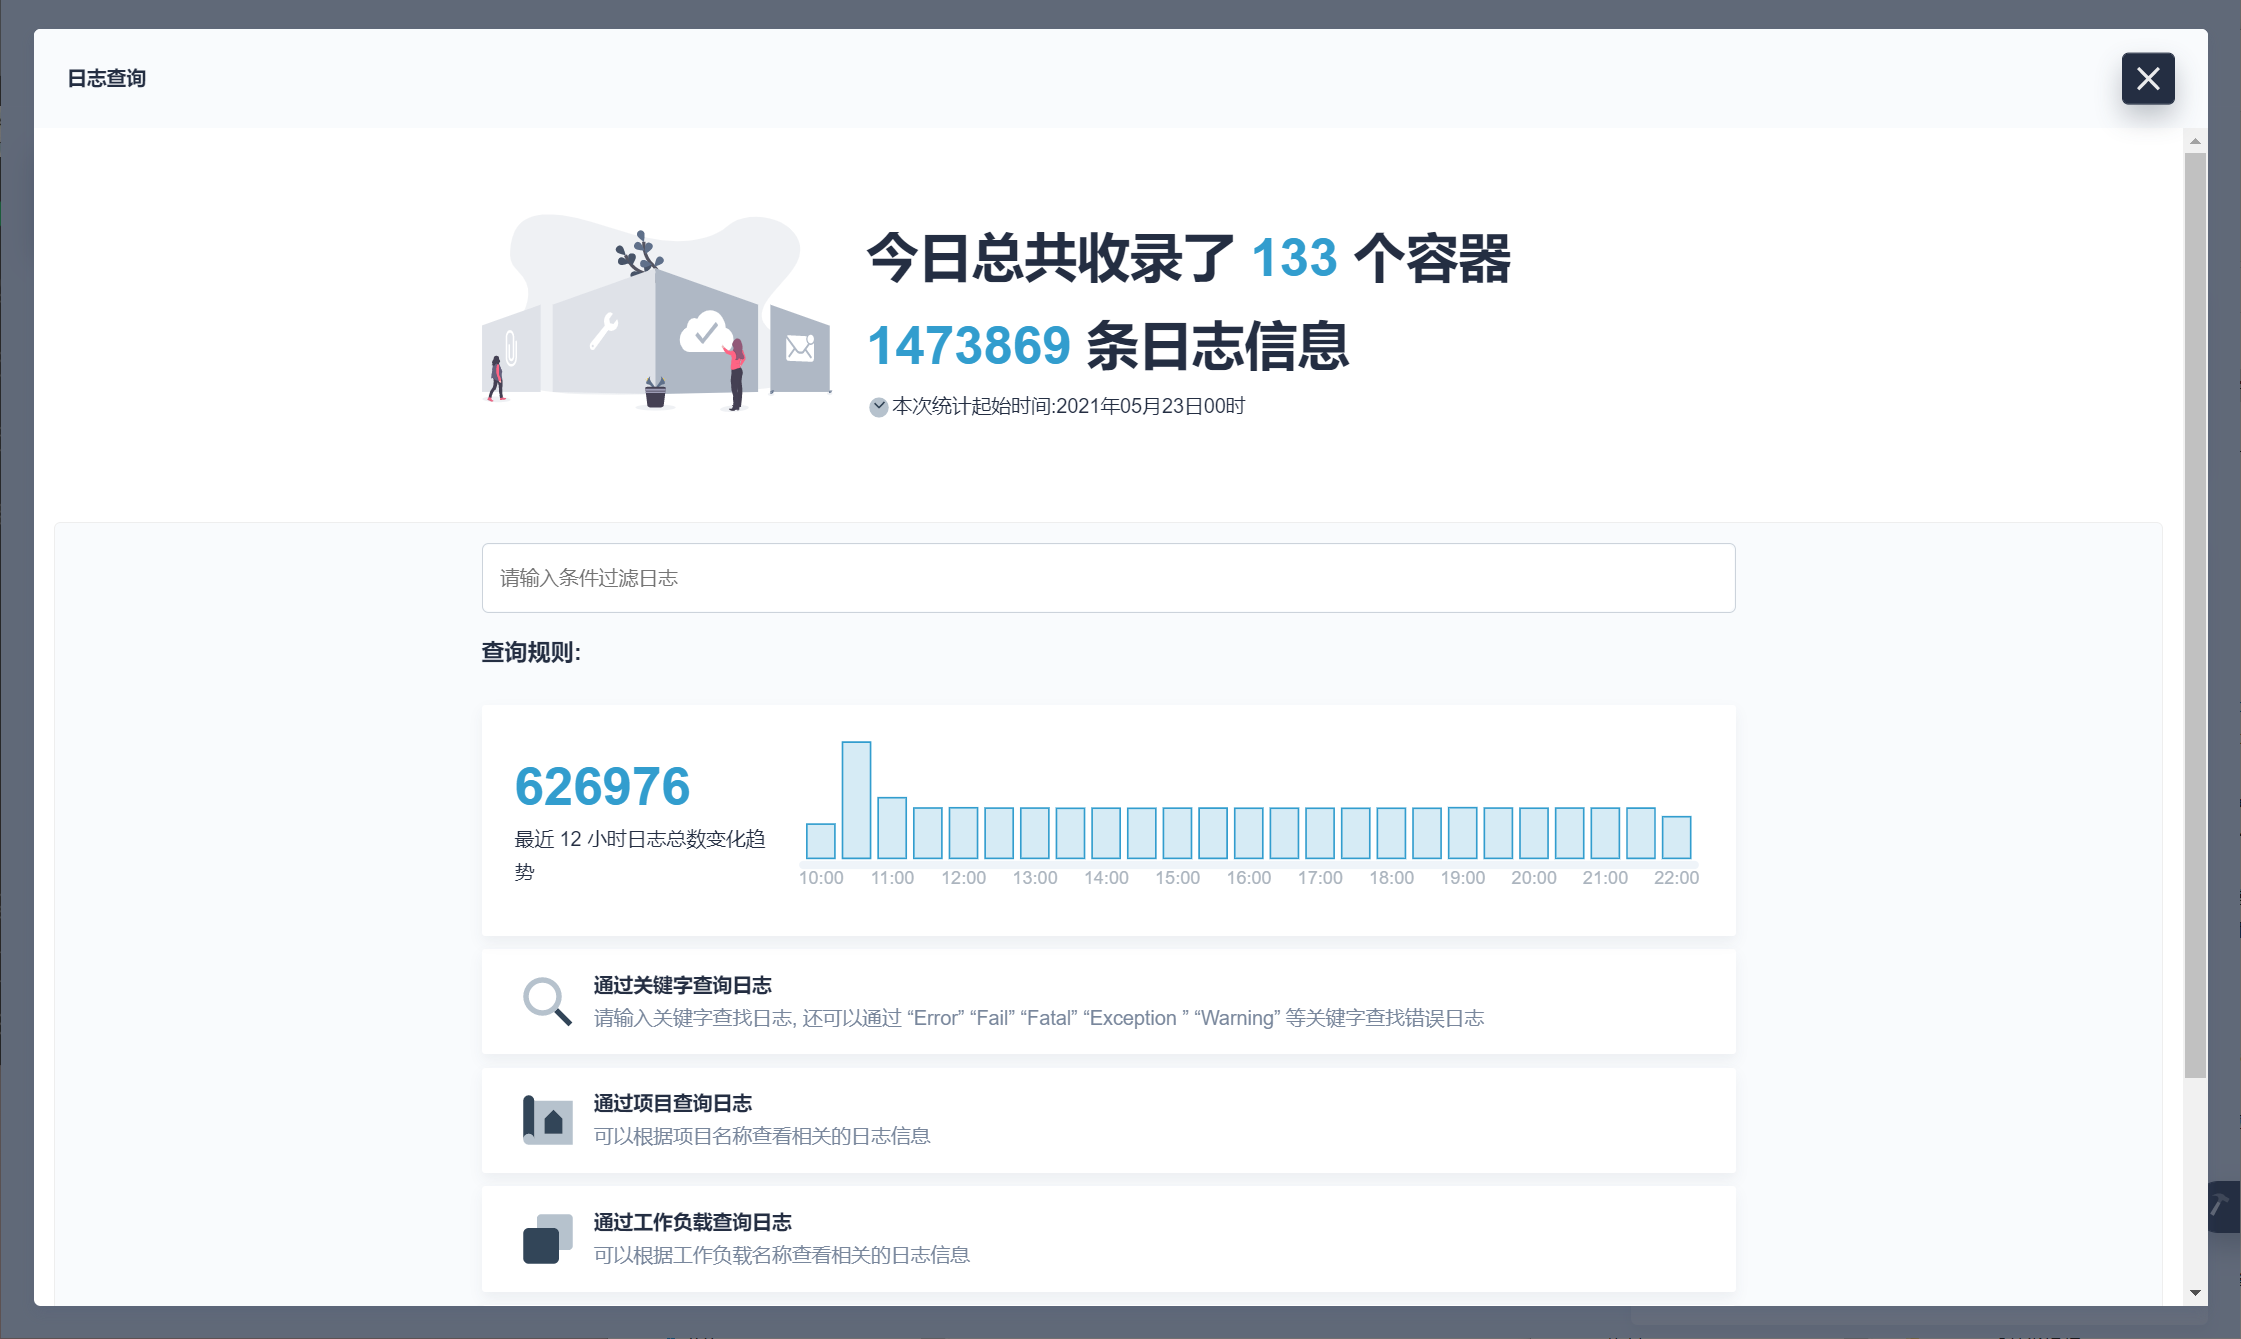 日志查询
今日总共收录了 133 个容器
1473869 条日志信息
本次统计起始时间:2021年05月23日00时
请输入条件过滤日志
查询规则:
626976
最近 12 小时日志总数变化趋
势
10:00 11:00 12:00 13:00 14:00 15:00 16:00 17:00 18:00 19:00 20:00 21:00 22:00
通过关键字查询日志
请输入关键字查找日志, 还可以通过 “Error” “Fail” “Fatal” “Exception ” “Warning” 等关键字查找错误日志
通过项目查询日志
可以根据项目名称查看相关的日志信息
通过工作负载查询日志
可以根据工作负载名称查看相关的日志信息